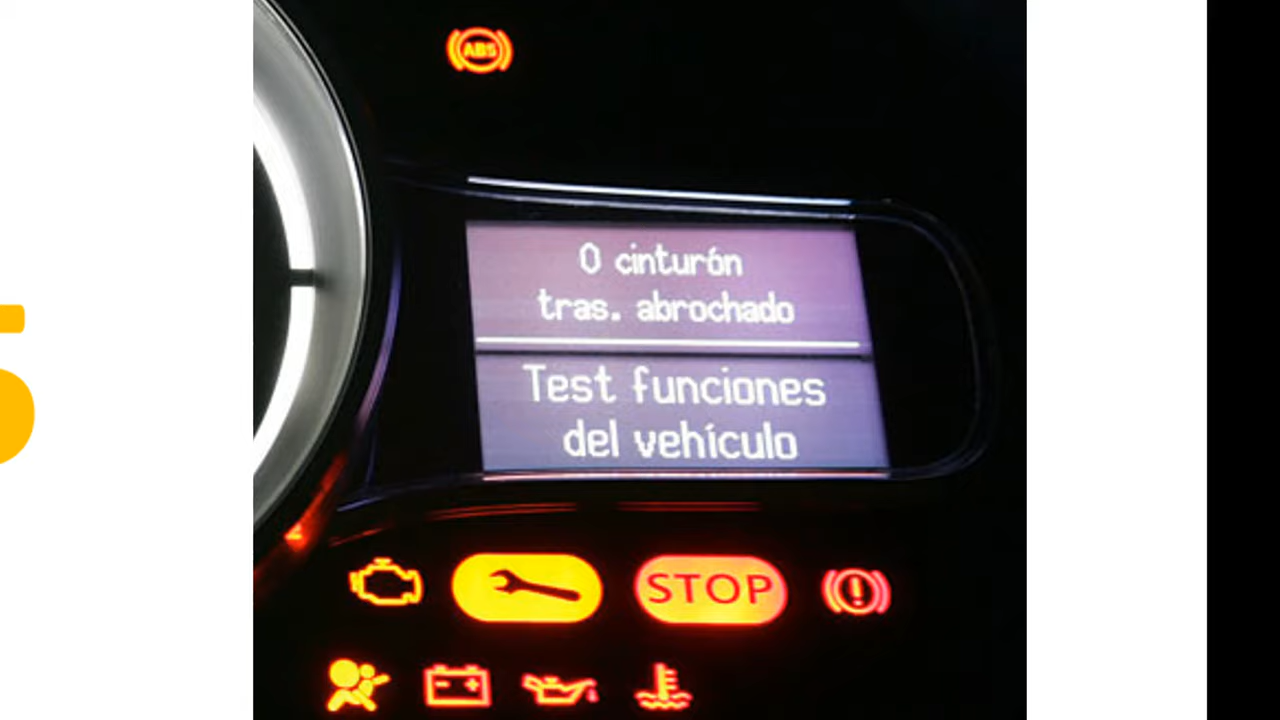 ABS
0 cinturón
tras. abrochado
Test funciones
del vehículo
STOP